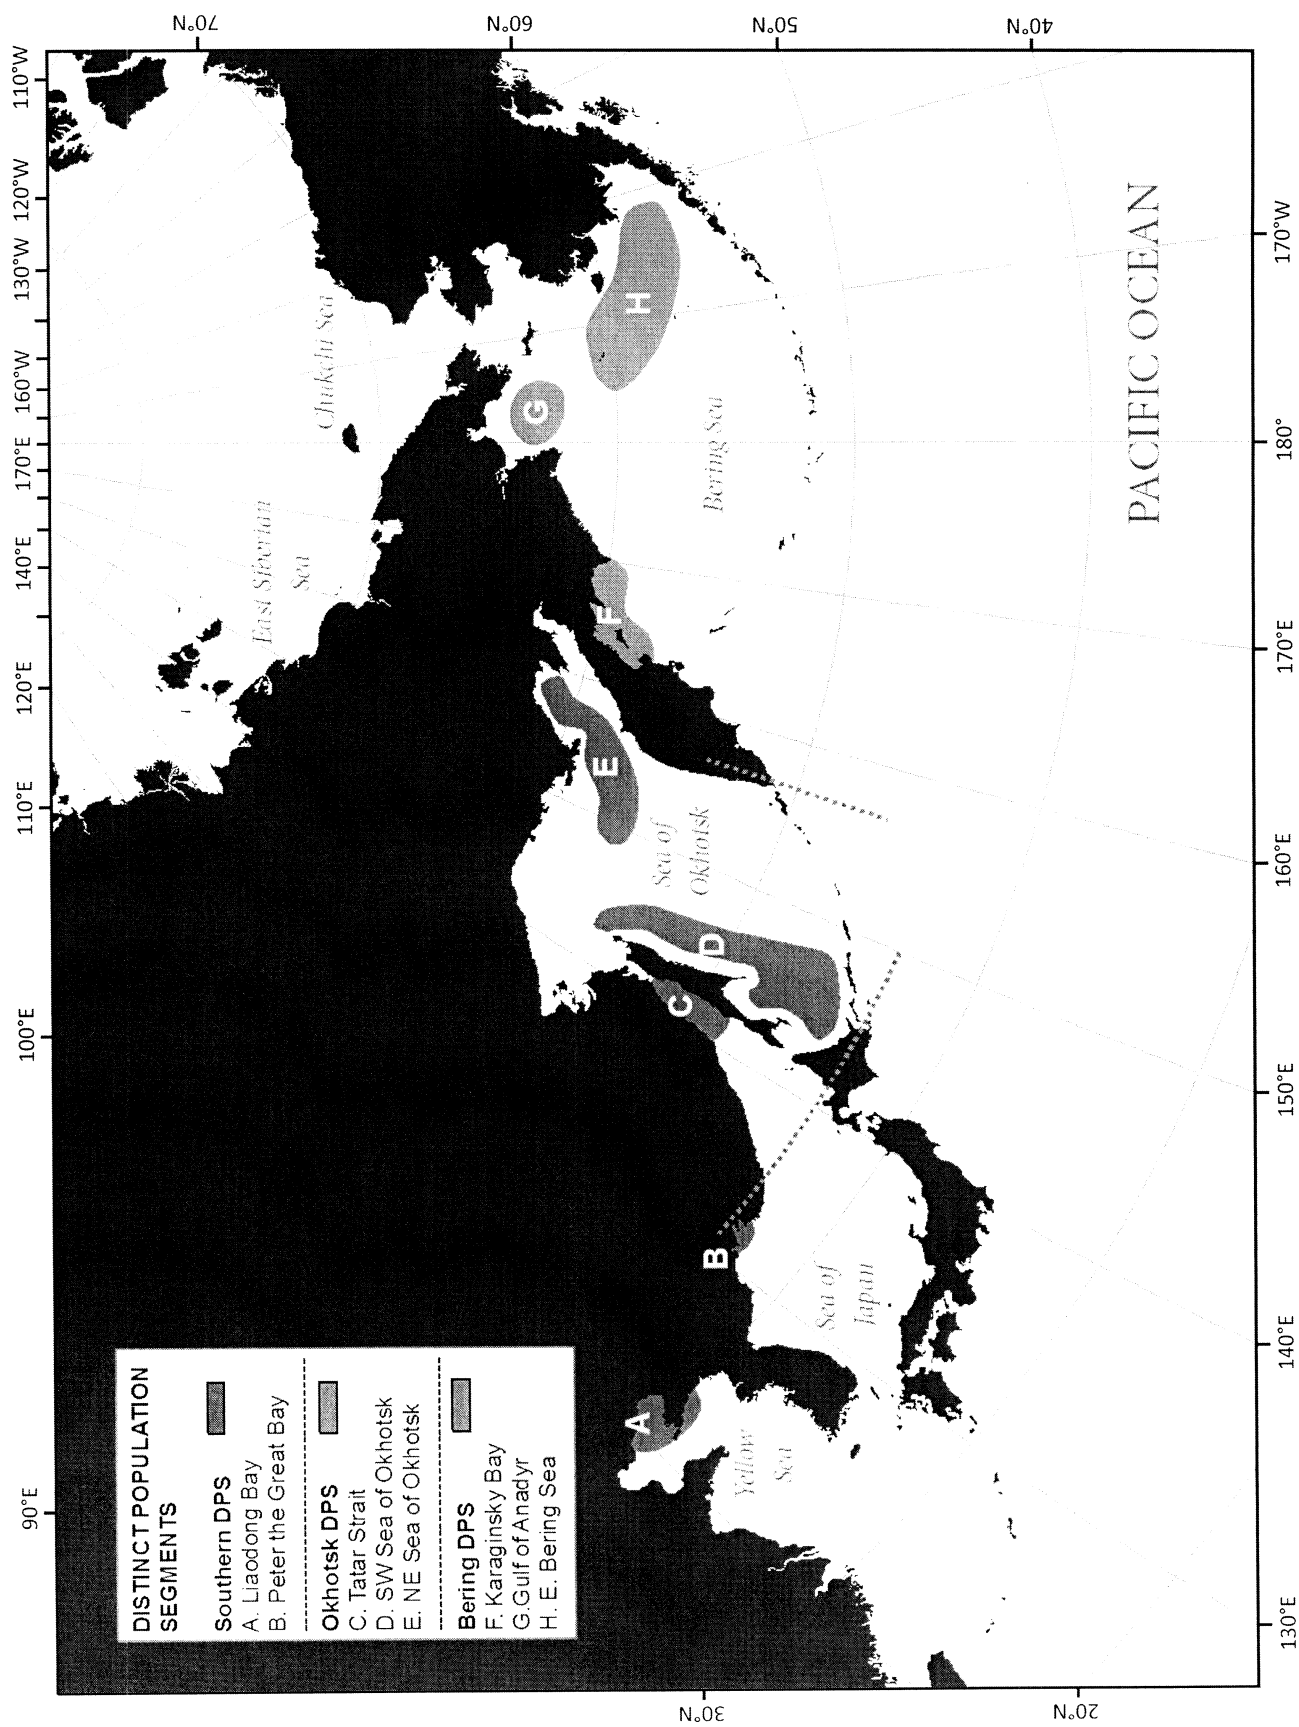 DISTINCT POPULATION
SEGMENTS
Southern DPS
A. Liaodong Bay
B. Peter the Great Bay
Okhotsk DPS
C. Tatar Strait
D. SW Sea of Okhotsk
E. NE Sea of Okhotsk
Bering DPS
F. Karaginsky Bay
G.Gulf of Anadyr
H. E. Bering Sea
90°E
100°E
110°E
120°E
140°E
170°E
160°W
130°W
120°W
110°W
70°N
60°N
50°N
40°N
30°N
20°N
130°E
140°E
150°E
160°E
170°E
180°
170°W
East Siberian
Sea
Chukchi Sea
Bering Sea
Sea of
Okhotsk
Sea of
Japan
Yellow
Sea
PACIFIC OCEAN
A
B
C
D
E
F
G
H